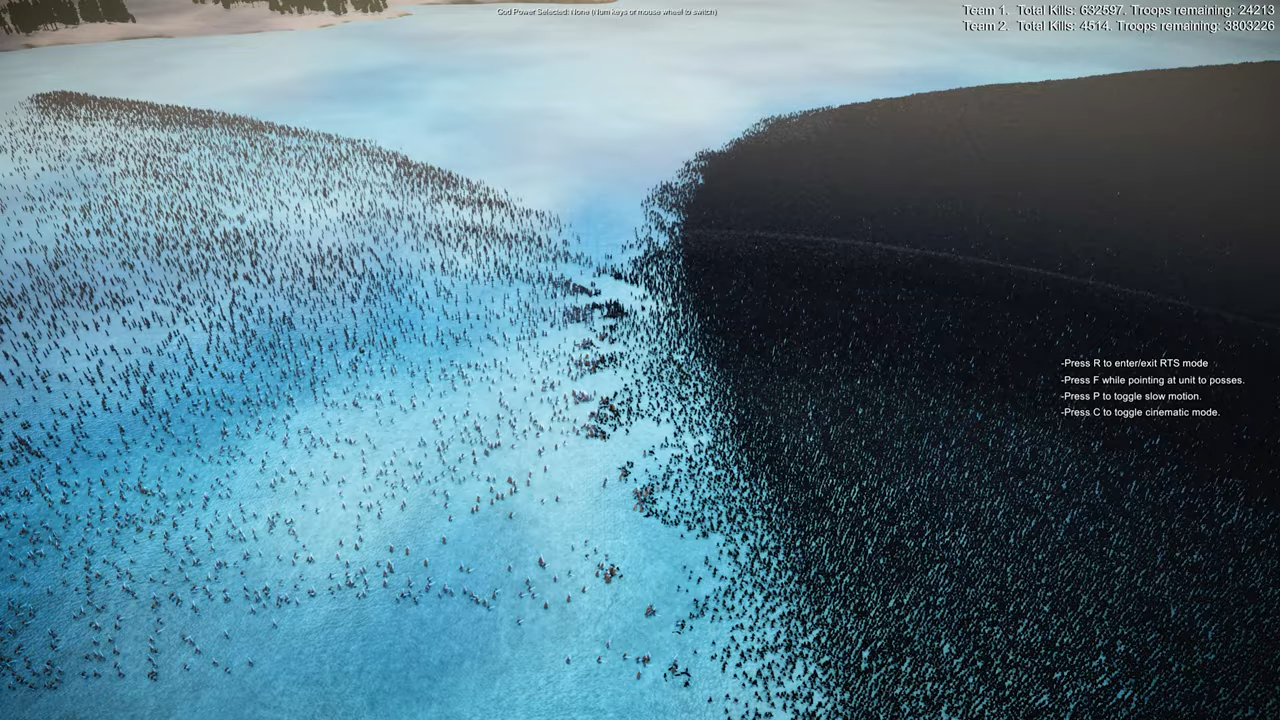 God Power Selected: None (Num keys or mouse wheel to switch)
Team 1. Total Kills: 632597. Troops remaining: 24213
Team 2. Total Kills: 4514. Troops remaining: 3803226
-Press R to enter/exit RTS mode
-Press F while pointing at unit to posses.
-Press P to toggle slow motion.
-Press C to toggle cinematic mode.